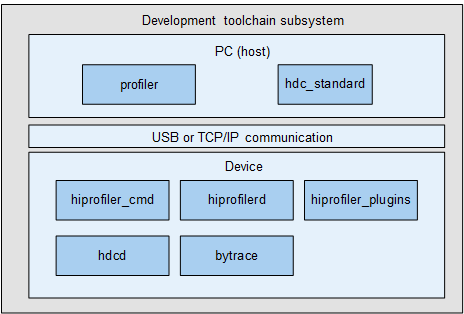 Development toolchain subsystem
PC (host)
profiler
hdc_standard
USB or TCP/IP communication
Device
hiprofiler_cmd
hiprofilerd
hiprofiler_plugins
hdcd
bytrace